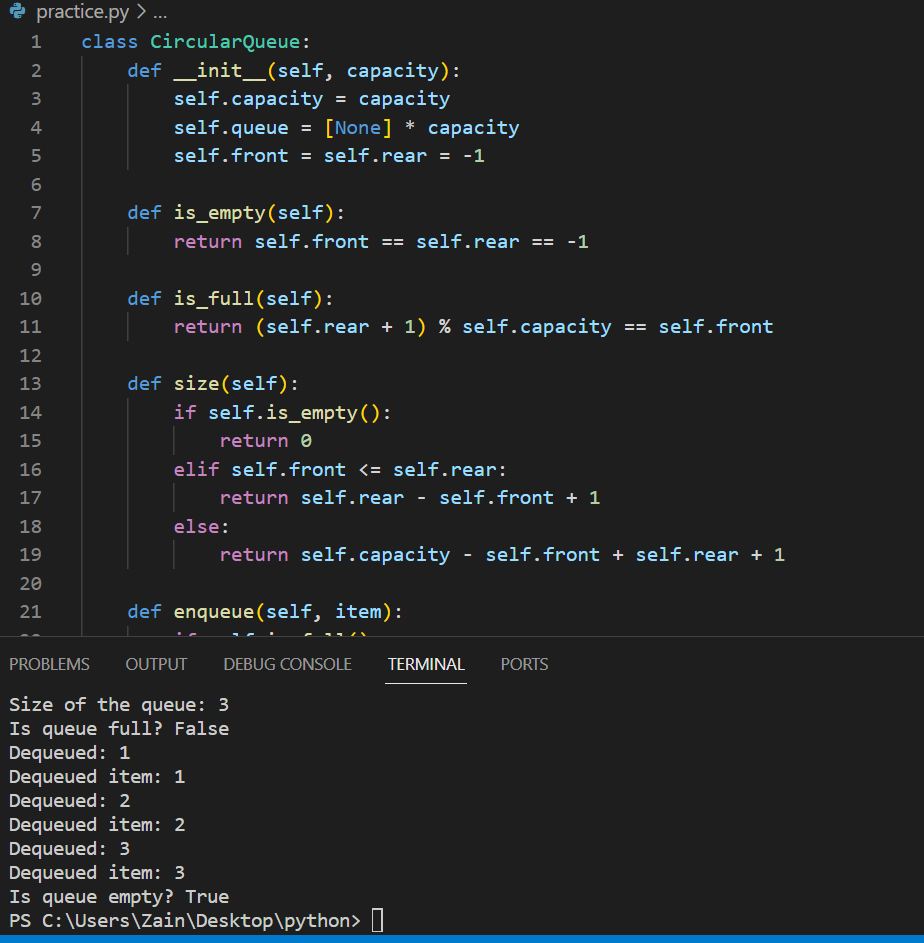 practice.py > ...
1 class CircularQueue:
2     def __init__(self, capacity):
3         self.capacity = capacity
4         self.queue = [None] * capacity
5         self.front = self.rear = -1
6
7     def is_empty(self):
8         return self.front == self.rear == -1
9
10     def is_full(self):
11         return (self.rear + 1) % self.capacity == self.front
12
13     def size(self):
14         if self.is_empty():
15             return 0
16         elif self.front <= self.rear:
17             return self.rear - self.front + 1
18         else:
19             return self.capacity - self.front + self.rear + 1
20
21     def enqueue(self, item):
PROBLEMS OUTPUT DEBUG CONSOLE TERMINAL PORTS
Size of the queue: 3
Is queue full? False
Dequeued: 1
Dequeued item: 1
Dequeued: 2
Dequeued item: 2
Dequeued: 3
Dequeued item: 3
Is queue empty? True
PS C:\Users\Zain\Desktop\python>